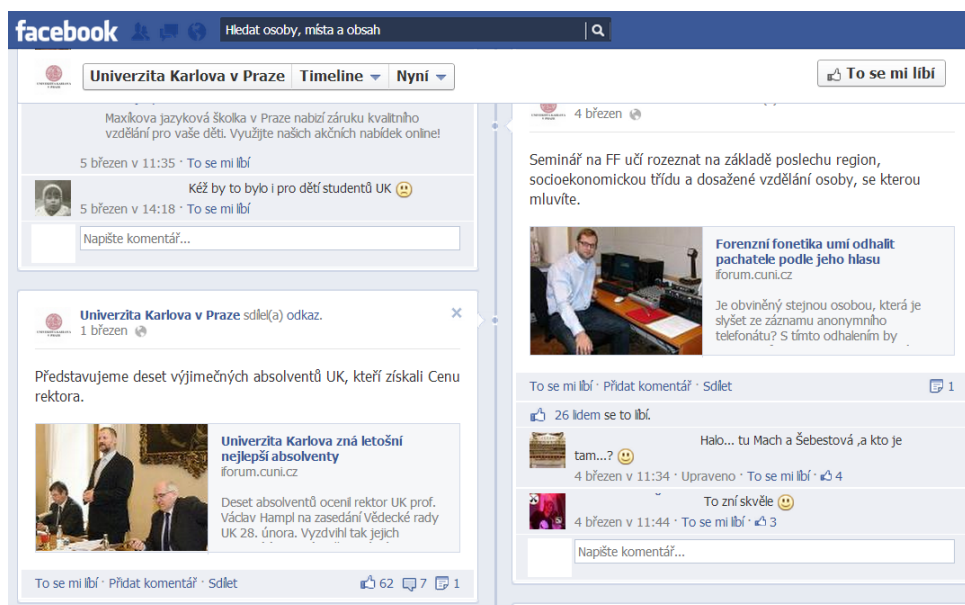 facebook
Hledat osoby, místa a obsah
Univerzita Karlova v Praze Timeline Nyní
To se mi líbí
Maxíkova jazyková školka v Praze nabízí záruku kvalitního
vzdělání pro vaše děti. Využijte našich akčních nabídek online!
5 březen v 11:35 · To se mi líbí
Kéž by to bylo i pro dětí studentů UK
5 březen v 14:18 · To se mi líbí
Napište komentář...
Univerzita Karlova v Praze sdílel(a) odkaz.
1 březen
Představujeme deset výjimečných absolventů UK, kteří získali Cenu
rektora.
Univerzita Karlova zná letošní
nejlepší absolventy
iforum.cuni.cz
Deset absolventů ocenil rektor UK prof.
Václav Hampl na zasedání Vědecké rady
UK 28. února. Vyzdvihl tak jejich
To se mi líbí · Přidat komentář · Sdílet 62 7 1
4 březen
Seminář na FF učí rozeznat na základě poslechu region,
socioekonomickou třídu a dosažené vzdělání osoby, se kterou
mluvíte.
Forenzní fonetika umí odhalit
pachatele podle jeho hlasu
iforum.cuni.cz
Je obviněný stejnou osobou, která je
slyšet ze záznamu anonymního
telefonátu? S tímto odhalením by
To se mi líbí · Přidat komentář · Sdílet 1
26 lidem se to líbí.
Halo... tu Mach a Šebestová ,a kto je
tam...?
4 březen v 11:34 · Upraveno · To se mi líbí · 4
To zní skvěle
4 březen v 11:44 · To se mi líbí · 3
Napište komentář...